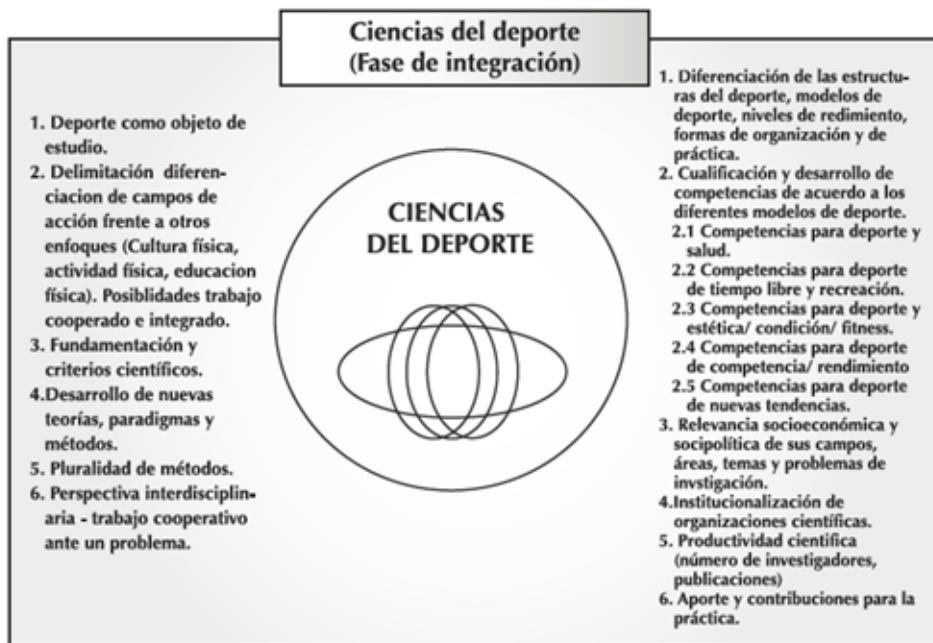 Ciencias del deporte
(Fase de integración)
1. Deporte como objeto de
estudio.
2. Delimitación diferen-
ciacion de campos de
acción frente a otros
enfoques (Cultura física,
actividad física, educacion
física). Posiblidades trabajo
cooperado e integrado.
3. Fundamentación y
criterios científicos.
4.Desarrollo de nuevas
teorías, paradigmas y
métodos.
5. Pluralidad de métodos.
6. Perspectiva interdisciplin-
aria - trabajo cooperativo
ante un problema.
CIENCIAS
DEL DEPORTE
1. Diferenciación de las estructu-
ras del deporte, modelos de
deporte, niveles de redimiento,
formas de organización y de
práctica.
2. Cualificación y desarrollo de
competencias de acuerdo a los
diferentes modelos de deporte.
2.1 Competencias para deporte y
salud.
2.2 Competencias para deporte
de tiempo libre y recreación.
2.3 Competencias para deporte y
estética/ condición/ fitness.
2.4 Competencias para deporte
de competencia/ rendimiento
2.5 Competencias para deporte
de nuevas tendencias.
3. Relevancia socioeconómica y
socipolítica de sus campos,
áreas, temas y problemas de
invstigación.
4.Institucionalización de
organizaciones científicas.
5. Productividad cientifica
(número de investigadores,
publicaciones)
6. Aporte y contribuciones para la
práctica.